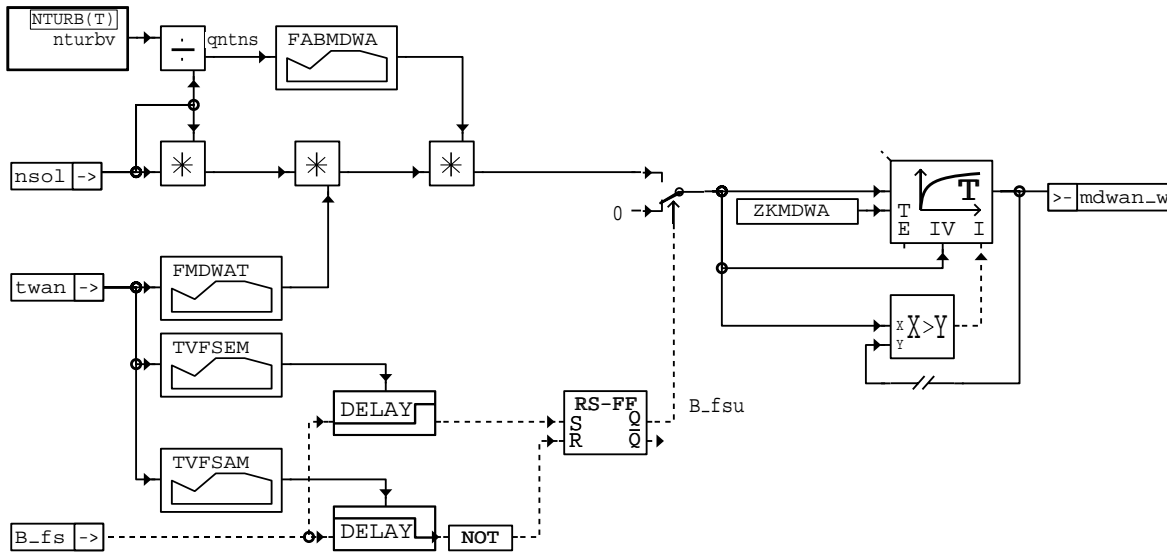 NTURB(T)
nturbv
÷
qntns
FABMDWA
nsol ->
*
*
*
0
ZKMDWA
T
T
E IV I
>- mdwan_w
twan ->
FMDWAT
X X>Y
Y
TVFSEM
DELAY
RS-FF
S Q
R Q̅
B_fsu
TVFSAM
B_fs ->
DELAY
NOT